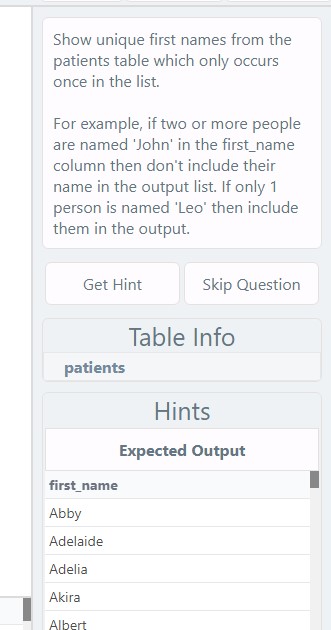 Show unique first names from the
patients table which only occurs
once in the list.
For example, if two or more people
are named 'John' in the first_name
column then don't include their
name in the output list. If only 1
person is named 'Leo' then include
them in the output.
Get Hint
Skip Question
Table Info
patients
Hints
Expected Output
first_name
Abby
Adelaide
Adelia
Akira
Albert